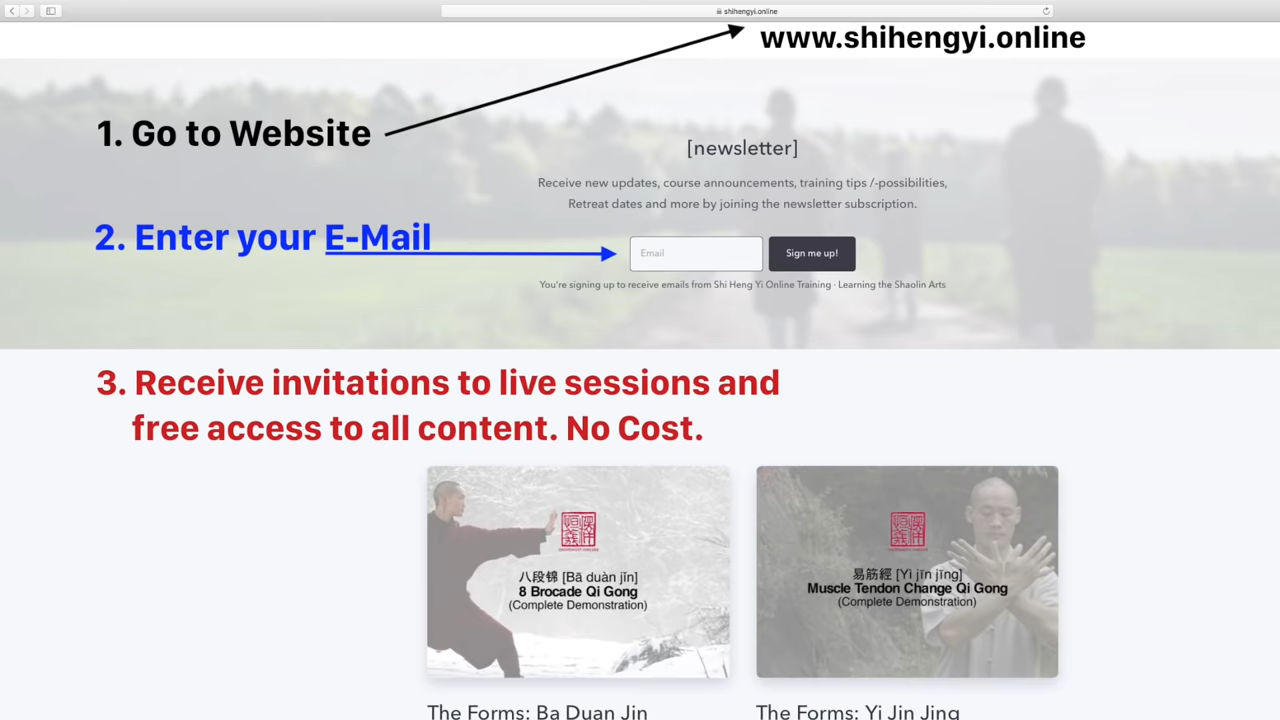 shihengyi.online
www.shihengyi.online
1. Go to Website
[newsletter]
Receive new updates, course announcements, training tips /-possibilities,
Retreat dates and more by joining the newsletter subscription.
2. Enter your E-Mail
Email
Sign me up!
You're signing up to receive emails from Shi Heng Yi Online Training · Learning the Shaolin Arts
3. Receive invitations to live sessions and
free access to all content. No Cost.
八段锦 [Bā duàn jǐn]
8 Brocade Qi Gong
(Complete Demonstration)
易筋經 [Yì jīn jīng]
Muscle Tendon Change Qi Gong
(Complete Demonstration)
The Forms: Ba Duan Jin
The Forms: Yi Jin Jing